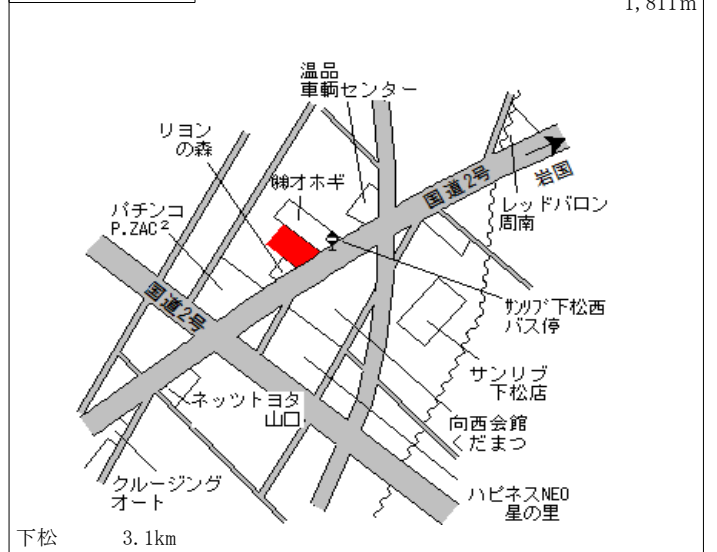 1,811m
温品
車輌センター
リヨン
の森
㈱オホギ
国道2号
岩国
レッドバロン
周南
パチンコ
P.ZAC²
国道2号
ｻﾝﾘﾌﾞ下松西
バス停
サンリブ
下松店
ネッツトヨタ
山口
向西会館
くだまつ
クルージング
オート
ハピネスNEO
星の里
下松 3.1km